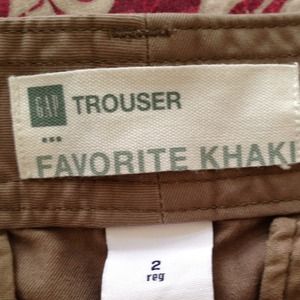 GAP TROUSER
FAVORITE KHAKI
2
reg